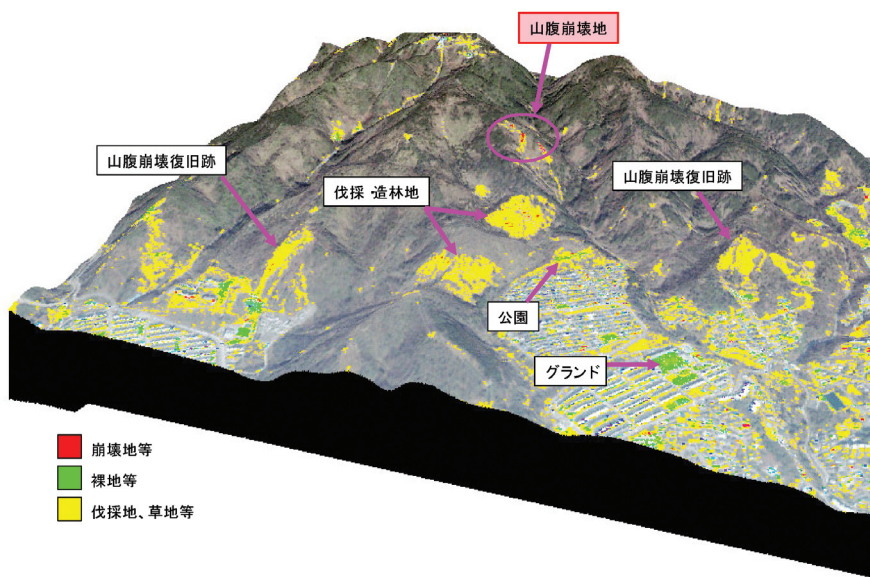 山腹崩壊地
山腹崩壊復旧跡
伐採・造林地
山腹崩壊復旧跡
公園
グランド
崩壊地等
裸地等
伐採地、草地等